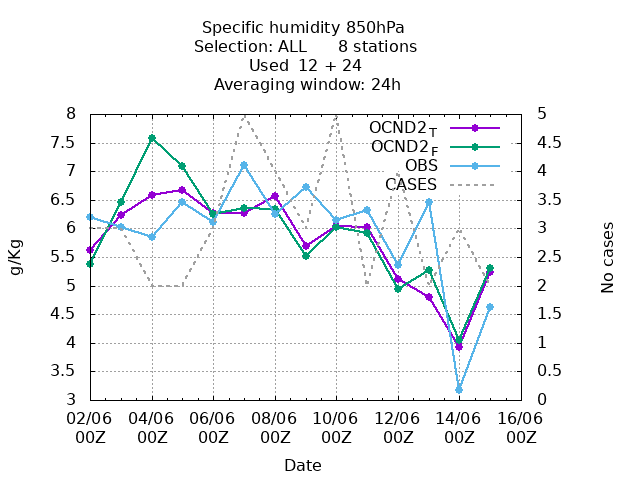 Specific humidity 850hPa
Selection: ALL 8 stations
Used 12 + 24
Averaging window: 24h
8
7.5
7
6.5
6
5.5
5
4.5
4
3.5
3
g/Kg
5
4.5
4
3.5
3
2.5
2
1.5
1
0.5
0
No cases
OCND2T
OCND2F
OBS
CASES
02/06 04/06 06/06 08/06 10/06 12/06 14/06 16/06
00Z 00Z 00Z 00Z 00Z 00Z 00Z 00Z
Date